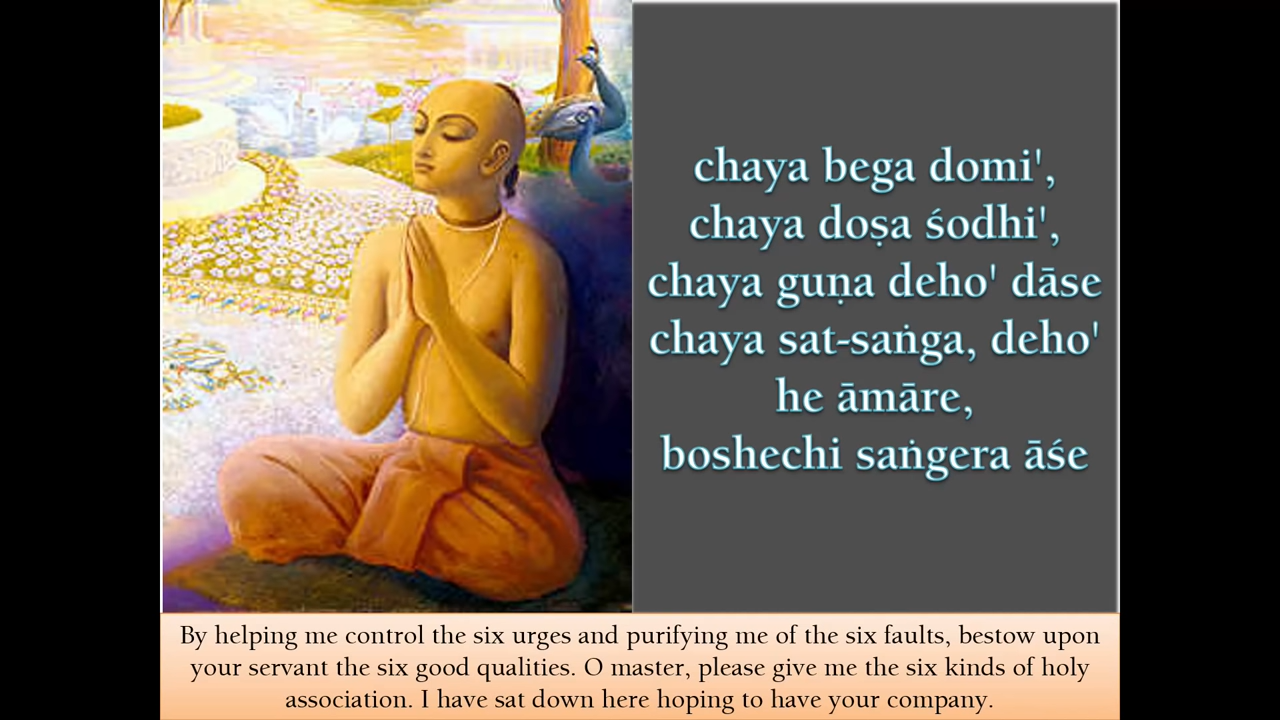 chaya bega domi',
chaya doṣa śodhi',
chaya guṇa deho' dāse
chaya sat-saṅga, deho'
he āmāre,
boshechi saṅgera āśe
By helping me control the six urges and purifying me of the six faults, bestow upon
your servant the six good qualities. O master, please give me the six kinds of holy
association. I have sat down here hoping to have your company.